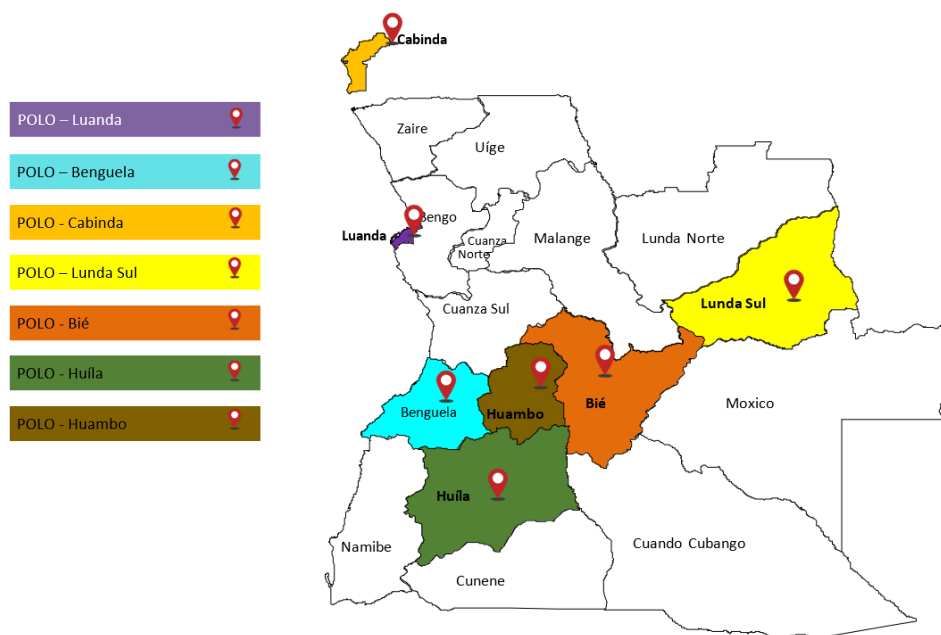 POLO – Luanda
POLO – Benguela
POLO - Cabinda
POLO – Lunda Sul
POLO - Bié
POLO - Huíla
POLO - Huambo
Cabinda
Zaire
Uíge
Luanda
Bengo
Cuanza
Norte
Malange
Lunda Norte
Cuanza Sul
Lunda Sul
Benguela
Huambo
Bié
Moxico
Huíla
Namibe
Cunene
Cuando Cubango